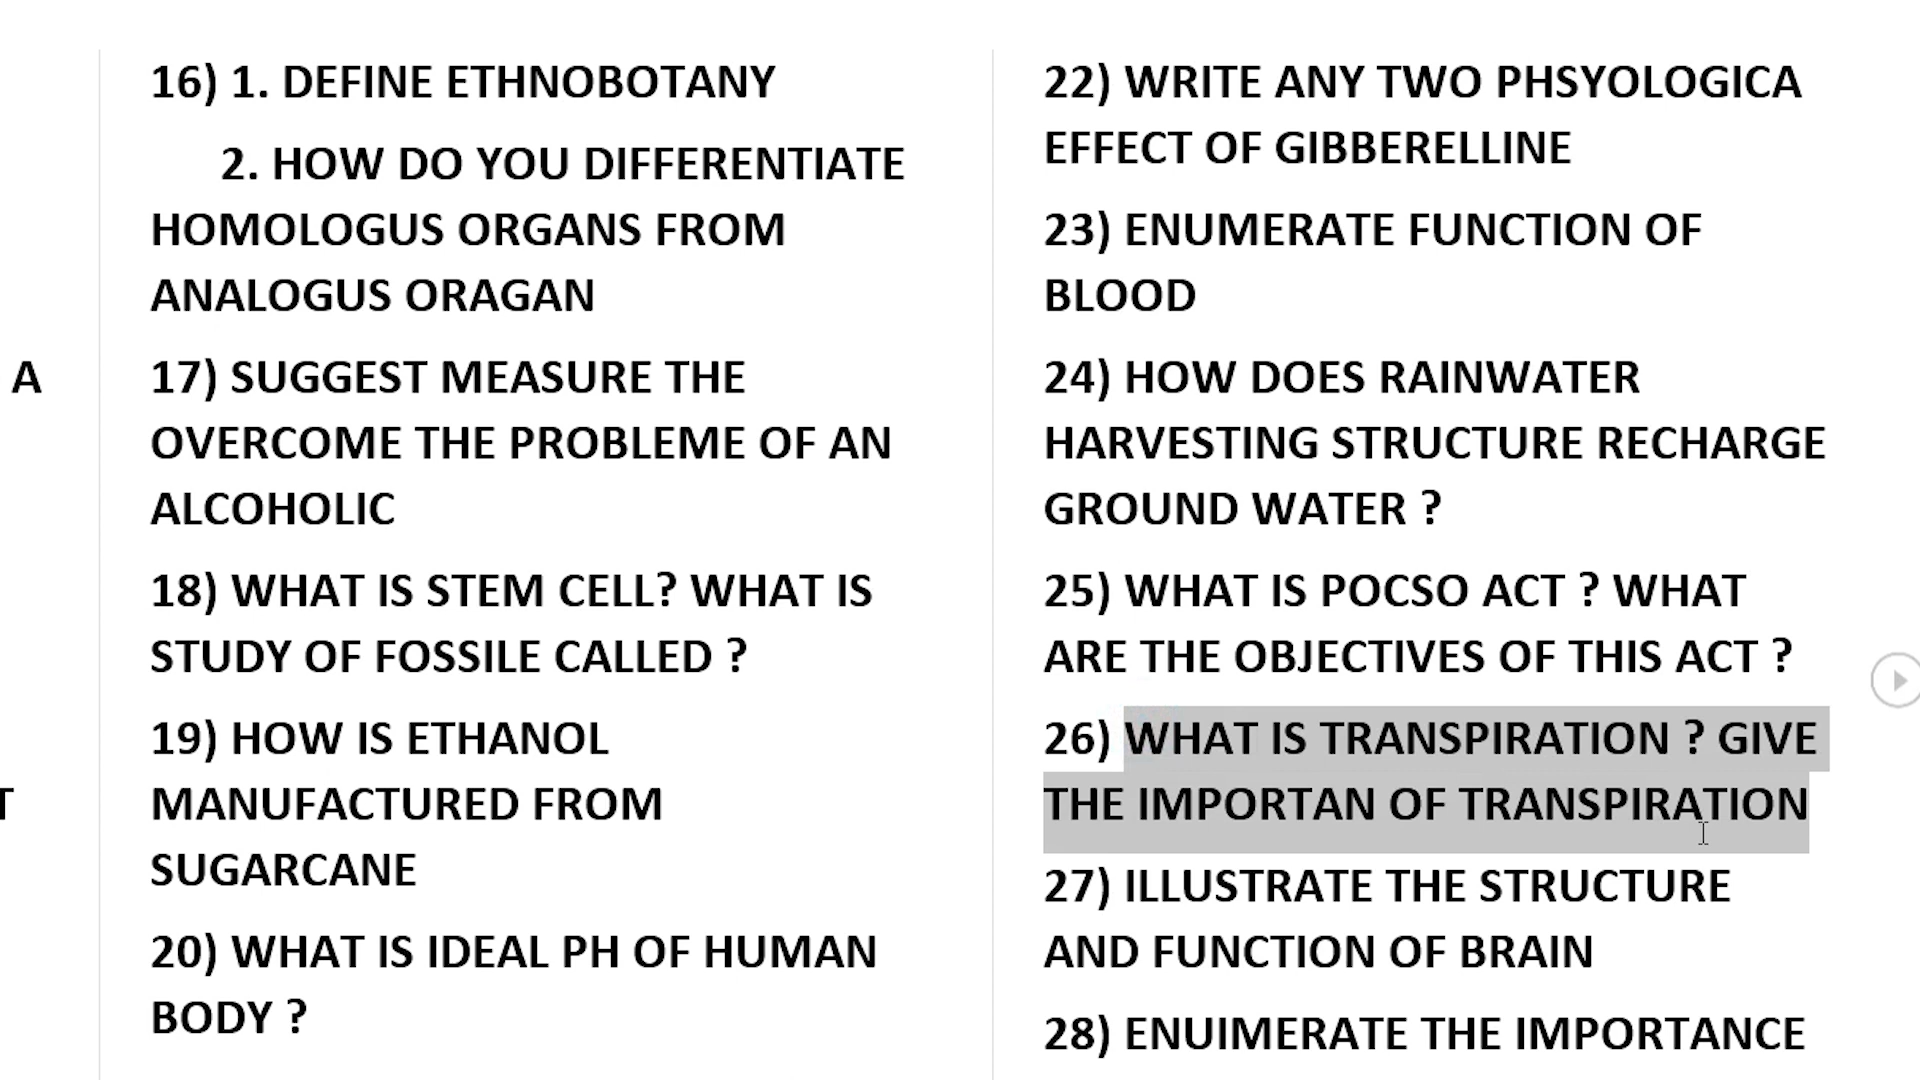 16) 1. DEFINE ETHNOBOTANY
2. HOW DO YOU DIFFERENTIATE
HOMOLOGUS ORGANS FROM
ANALOGUS ORAGAN
A
17) SUGGEST MEASURE THE
OVERCOME THE PROBLEME OF AN
ALCOHOLIC
18) WHAT IS STEM CELL? WHAT IS
STUDY OF FOSSILE CALLED ?
19) HOW IS ETHANOL
T
MANUFACTURED FROM
SUGARCANE
20) WHAT IS IDEAL PH OF HUMAN
BODY ?
22) WRITE ANY TWO PHSYOLOGICA
EFFECT OF GIBBERELLINE
23) ENUMERATE FUNCTION OF
BLOOD
24) HOW DOES RAINWATER
HARVESTING STRUCTURE RECHARGE
GROUND WATER ?
25) WHAT IS POCSO ACT ? WHAT
ARE THE OBJECTIVES OF THIS ACT ?
26) WHAT IS TRANSPIRATION ? GIVE
THE IMPORTAN OF TRANSPIRATION
27) ILLUSTRATE THE STRUCTURE
AND FUNCTION OF BRAIN
28) ENUIMERATE THE IMPORTANCE